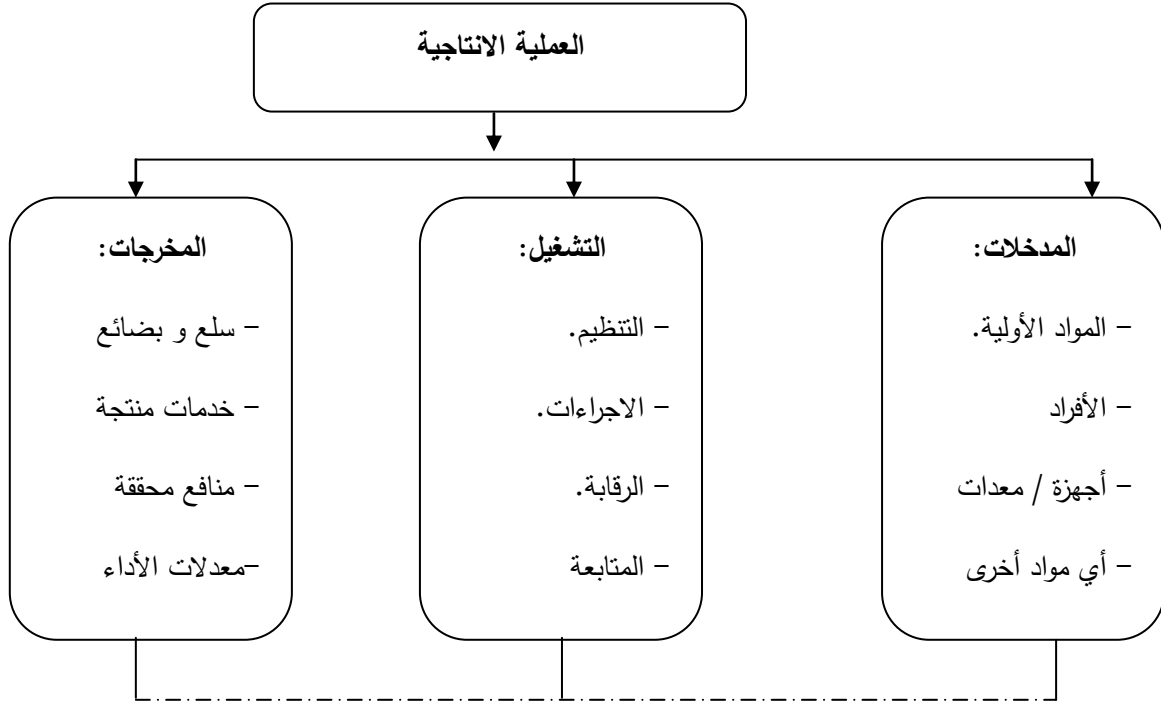 العملية الانتاجية
المدخلات:
– المواد الأولية.
– الأفراد
– أجهزة / معدات
– أي مواد أخرى
التشغيل:
– التنظيم.
– الاجراءات.
– الرقابة.
– المتابعة
المخرجات:
– سلع و بضائع
– خدمات منتجة
– منافع محققة
–معدلات الأداء